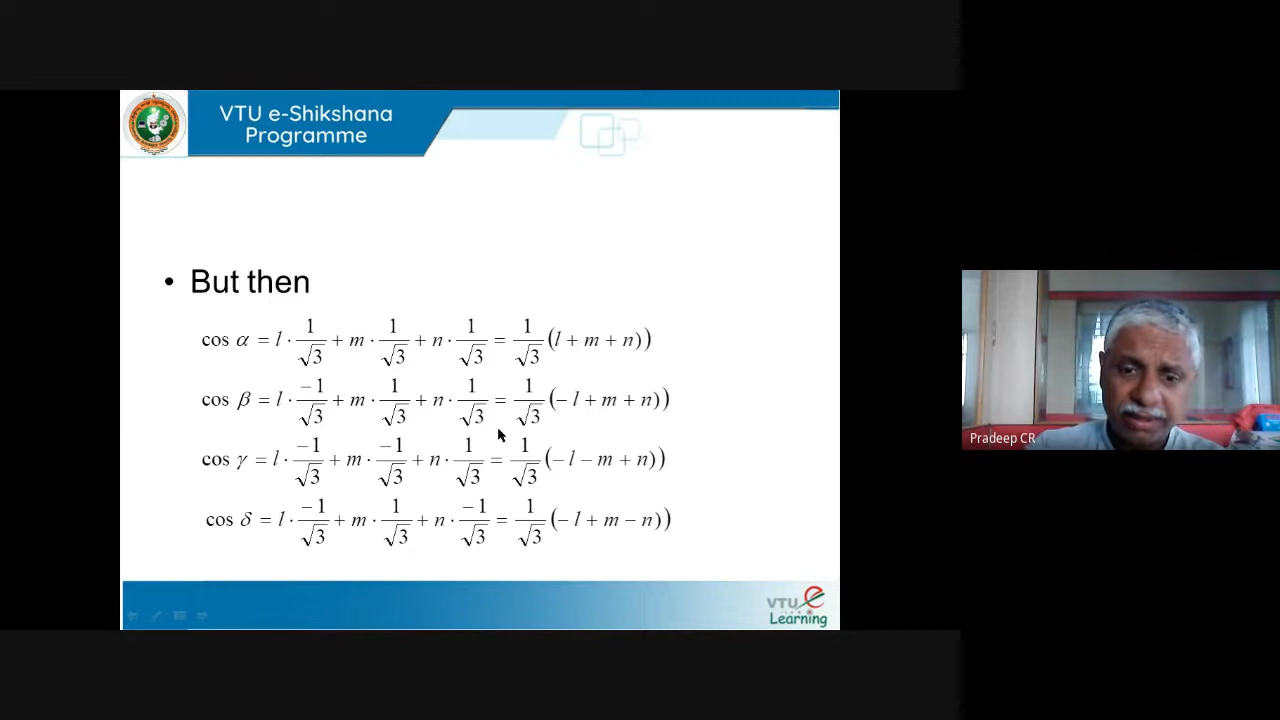 VTU e-Shikshana
Programme
• But then
cos α = l · 1/√3 + m · 1/√3 + n · 1/√3 = 1/√3 (l + m + n))
cos β = l · −1/√3 + m · 1/√3 + n · 1/√3 = 1/√3 (− l + m + n))
cos γ = l · −1/√3 + m · −1/√3 + n · 1/√3 = 1/√3 (− l − m + n))
cos δ = l · −1/√3 + m · 1/√3 + n · −1/√3 = 1/√3 (− l + m − n))
Pradeep CR
VTU e
Learning